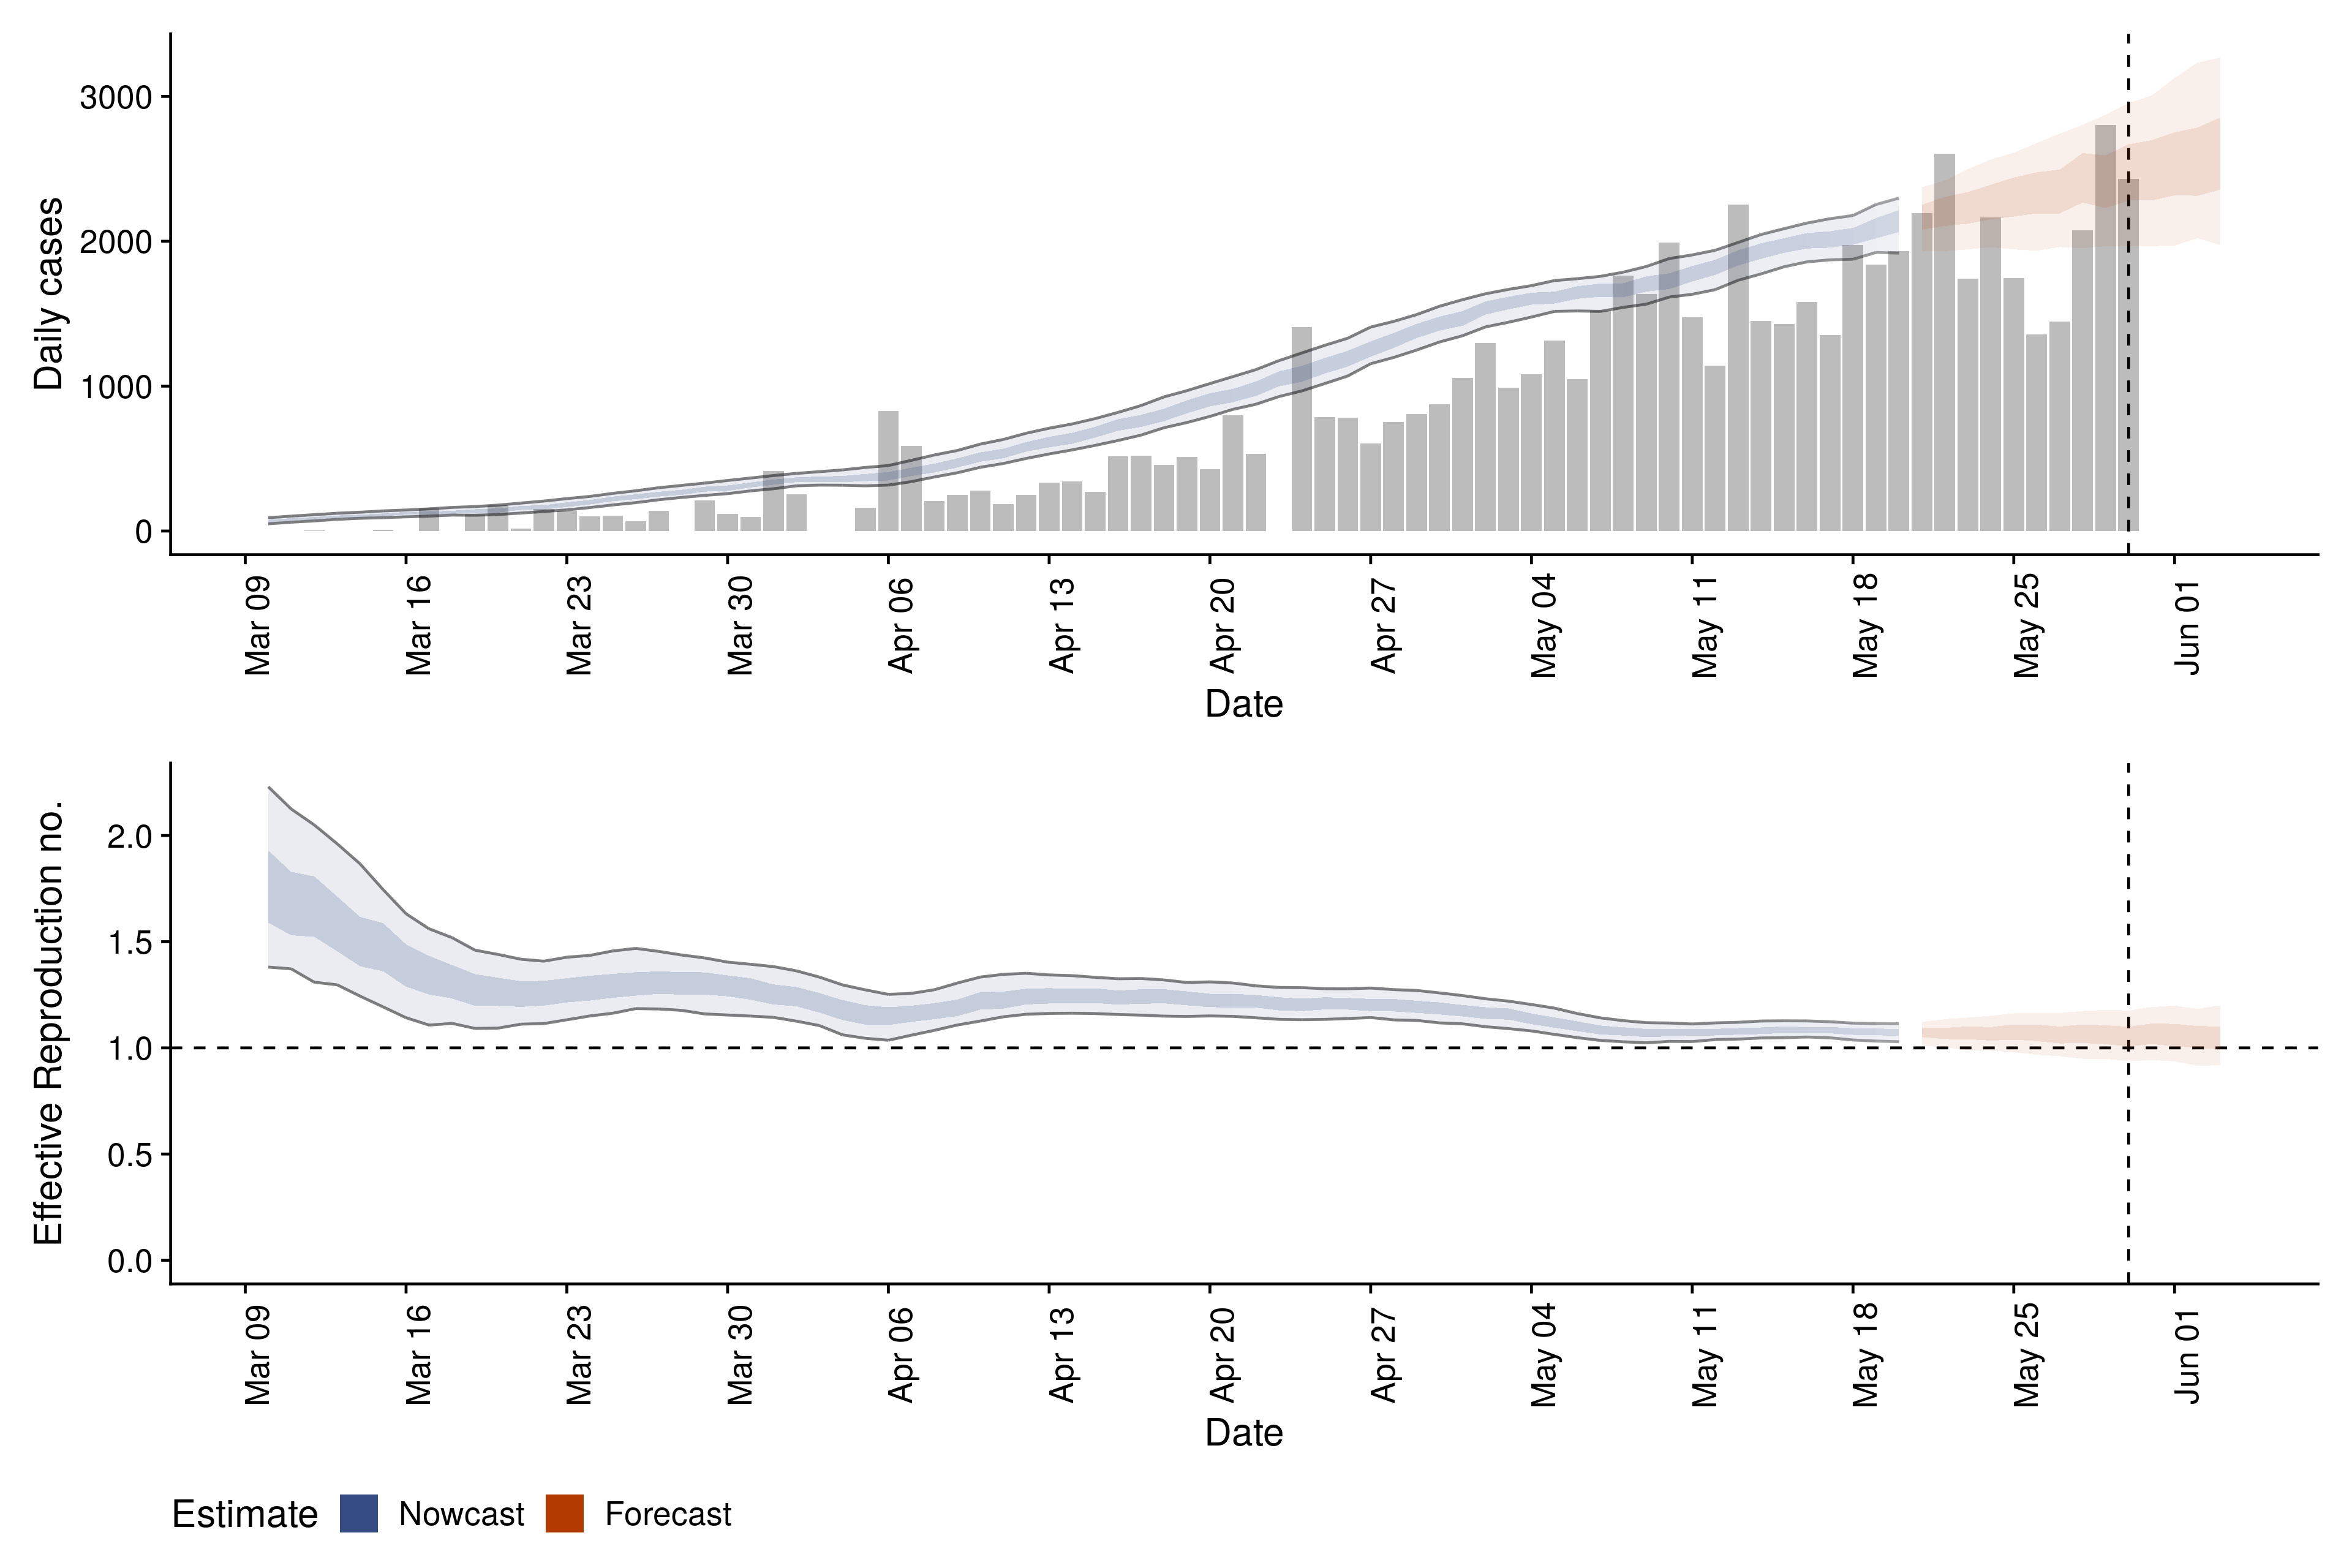 Daily cases
3000
2000
1000
0
Mar 09
Mar 16
Mar 23
Mar 30
Apr 06
Apr 13
Apr 20
Apr 27
May 04
May 11
May 18
May 25
Jun 01
Date
Effective Reproduction no.
2.0
1.5
1.0
0.5
0.0
Mar 09
Mar 16
Mar 23
Mar 30
Apr 06
Apr 13
Apr 20
Apr 27
May 04
May 11
May 18
May 25
Jun 01
Date
Estimate Nowcast Forecast